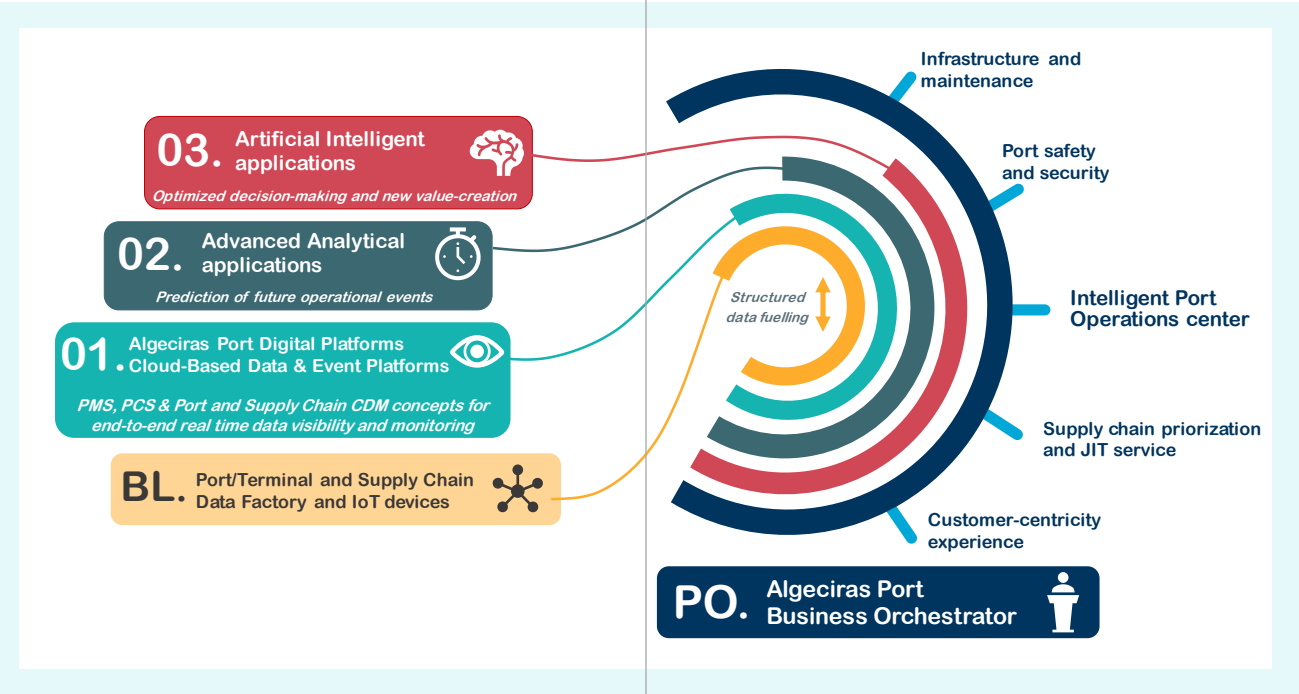 03.
Artificial Intelligent
applications
Optimized decision-making and new value-creation
02.
Advanced Analytical
applications
Prediction of future operational events
01.
Algeciras Port Digital Platforms
Cloud-Based Data & Event Platforms
PMS, PCS & Port and Supply Chain CDM concepts for
end-to-end real time data visibility and monitoring
BL.
Port/Terminal and Supply Chain
Data Factory and IoT devices
Structured
data fuelling
Infrastructure and
maintenance
Port safety
and security
Intelligent Port
Operations center
Supply chain priorization
and JIT service
Customer-centricity
experience
PO.
Algeciras Port
Business Orchestrator